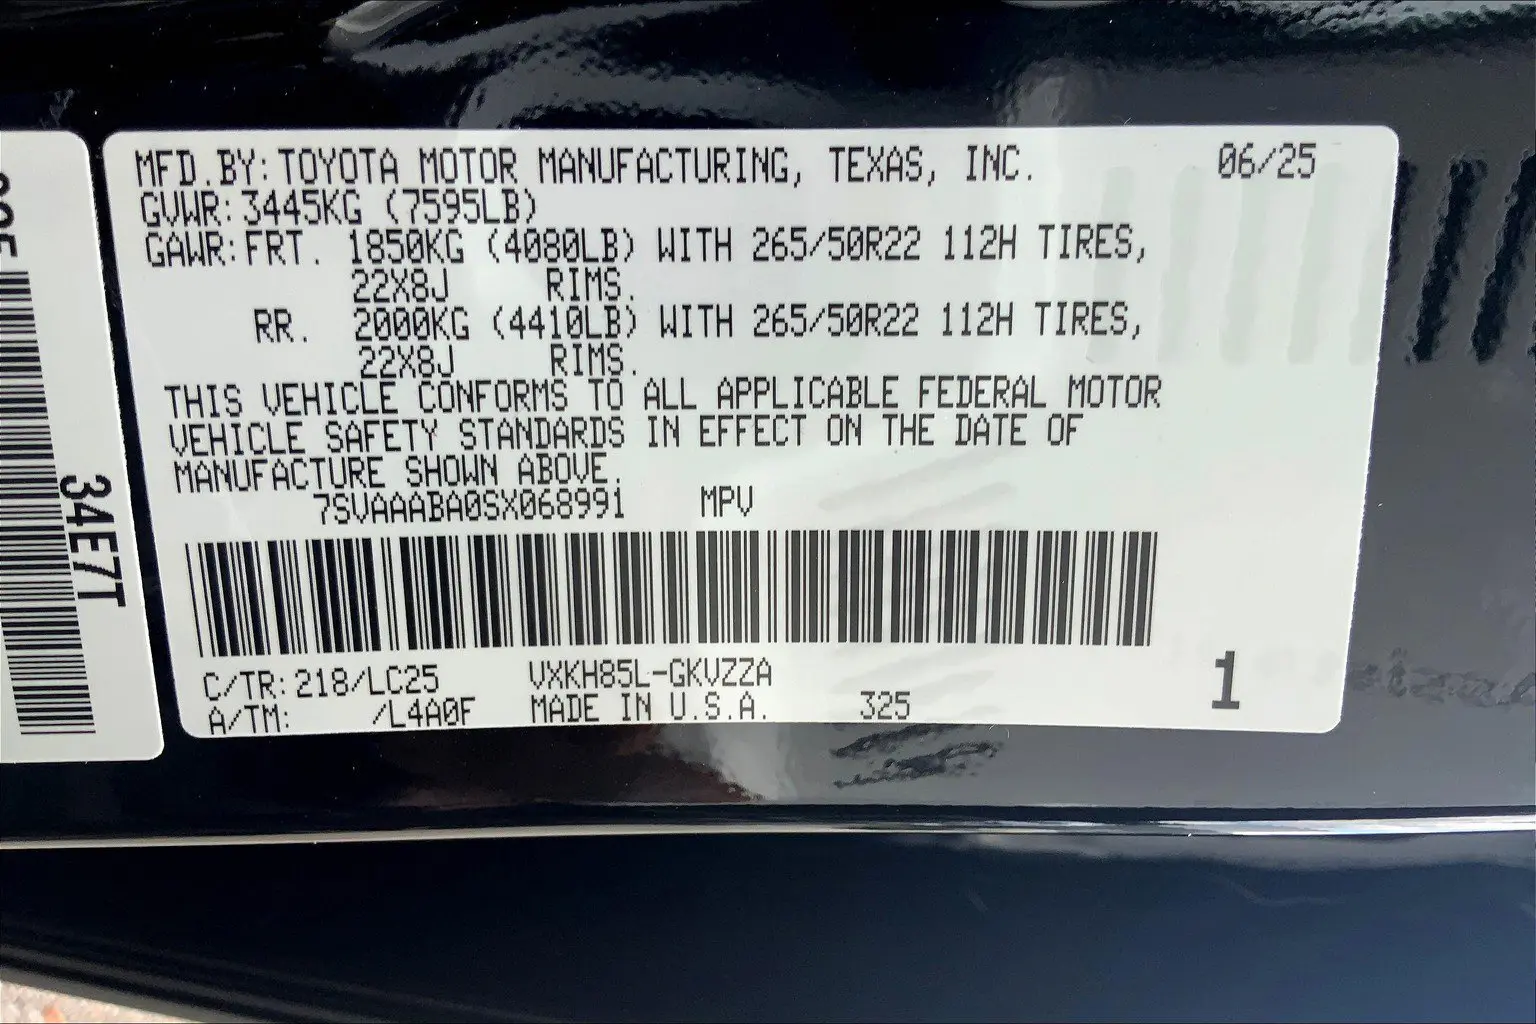 MFD.BY:TOYOTA MOTOR MANUFACTURING, TEXAS, INC. 06/25
GVWR:3445KG (7595LB)
GAWR:FRT. 1850KG (4080LB) WITH 265/50R22 112H TIRES,
22X8J RIMS.
RR. 2000KG (4410LB) WITH 265/50R22 112H TIRES,
22X8J RIMS.
THIS VEHICLE CONFORMS TO ALL APPLICABLE FEDERAL MOTOR
VEHICLE SAFETY STANDARDS IN EFFECT ON THE DATE OF
MANUFACTURE SHOWN ABOVE.
7SVAAABA0SX068991 MPV
C/TR:218/LC25 VXKH85L-GKVZZA
A/TM: /L4A0F MADE IN U.S.A. 325
1
34E7T